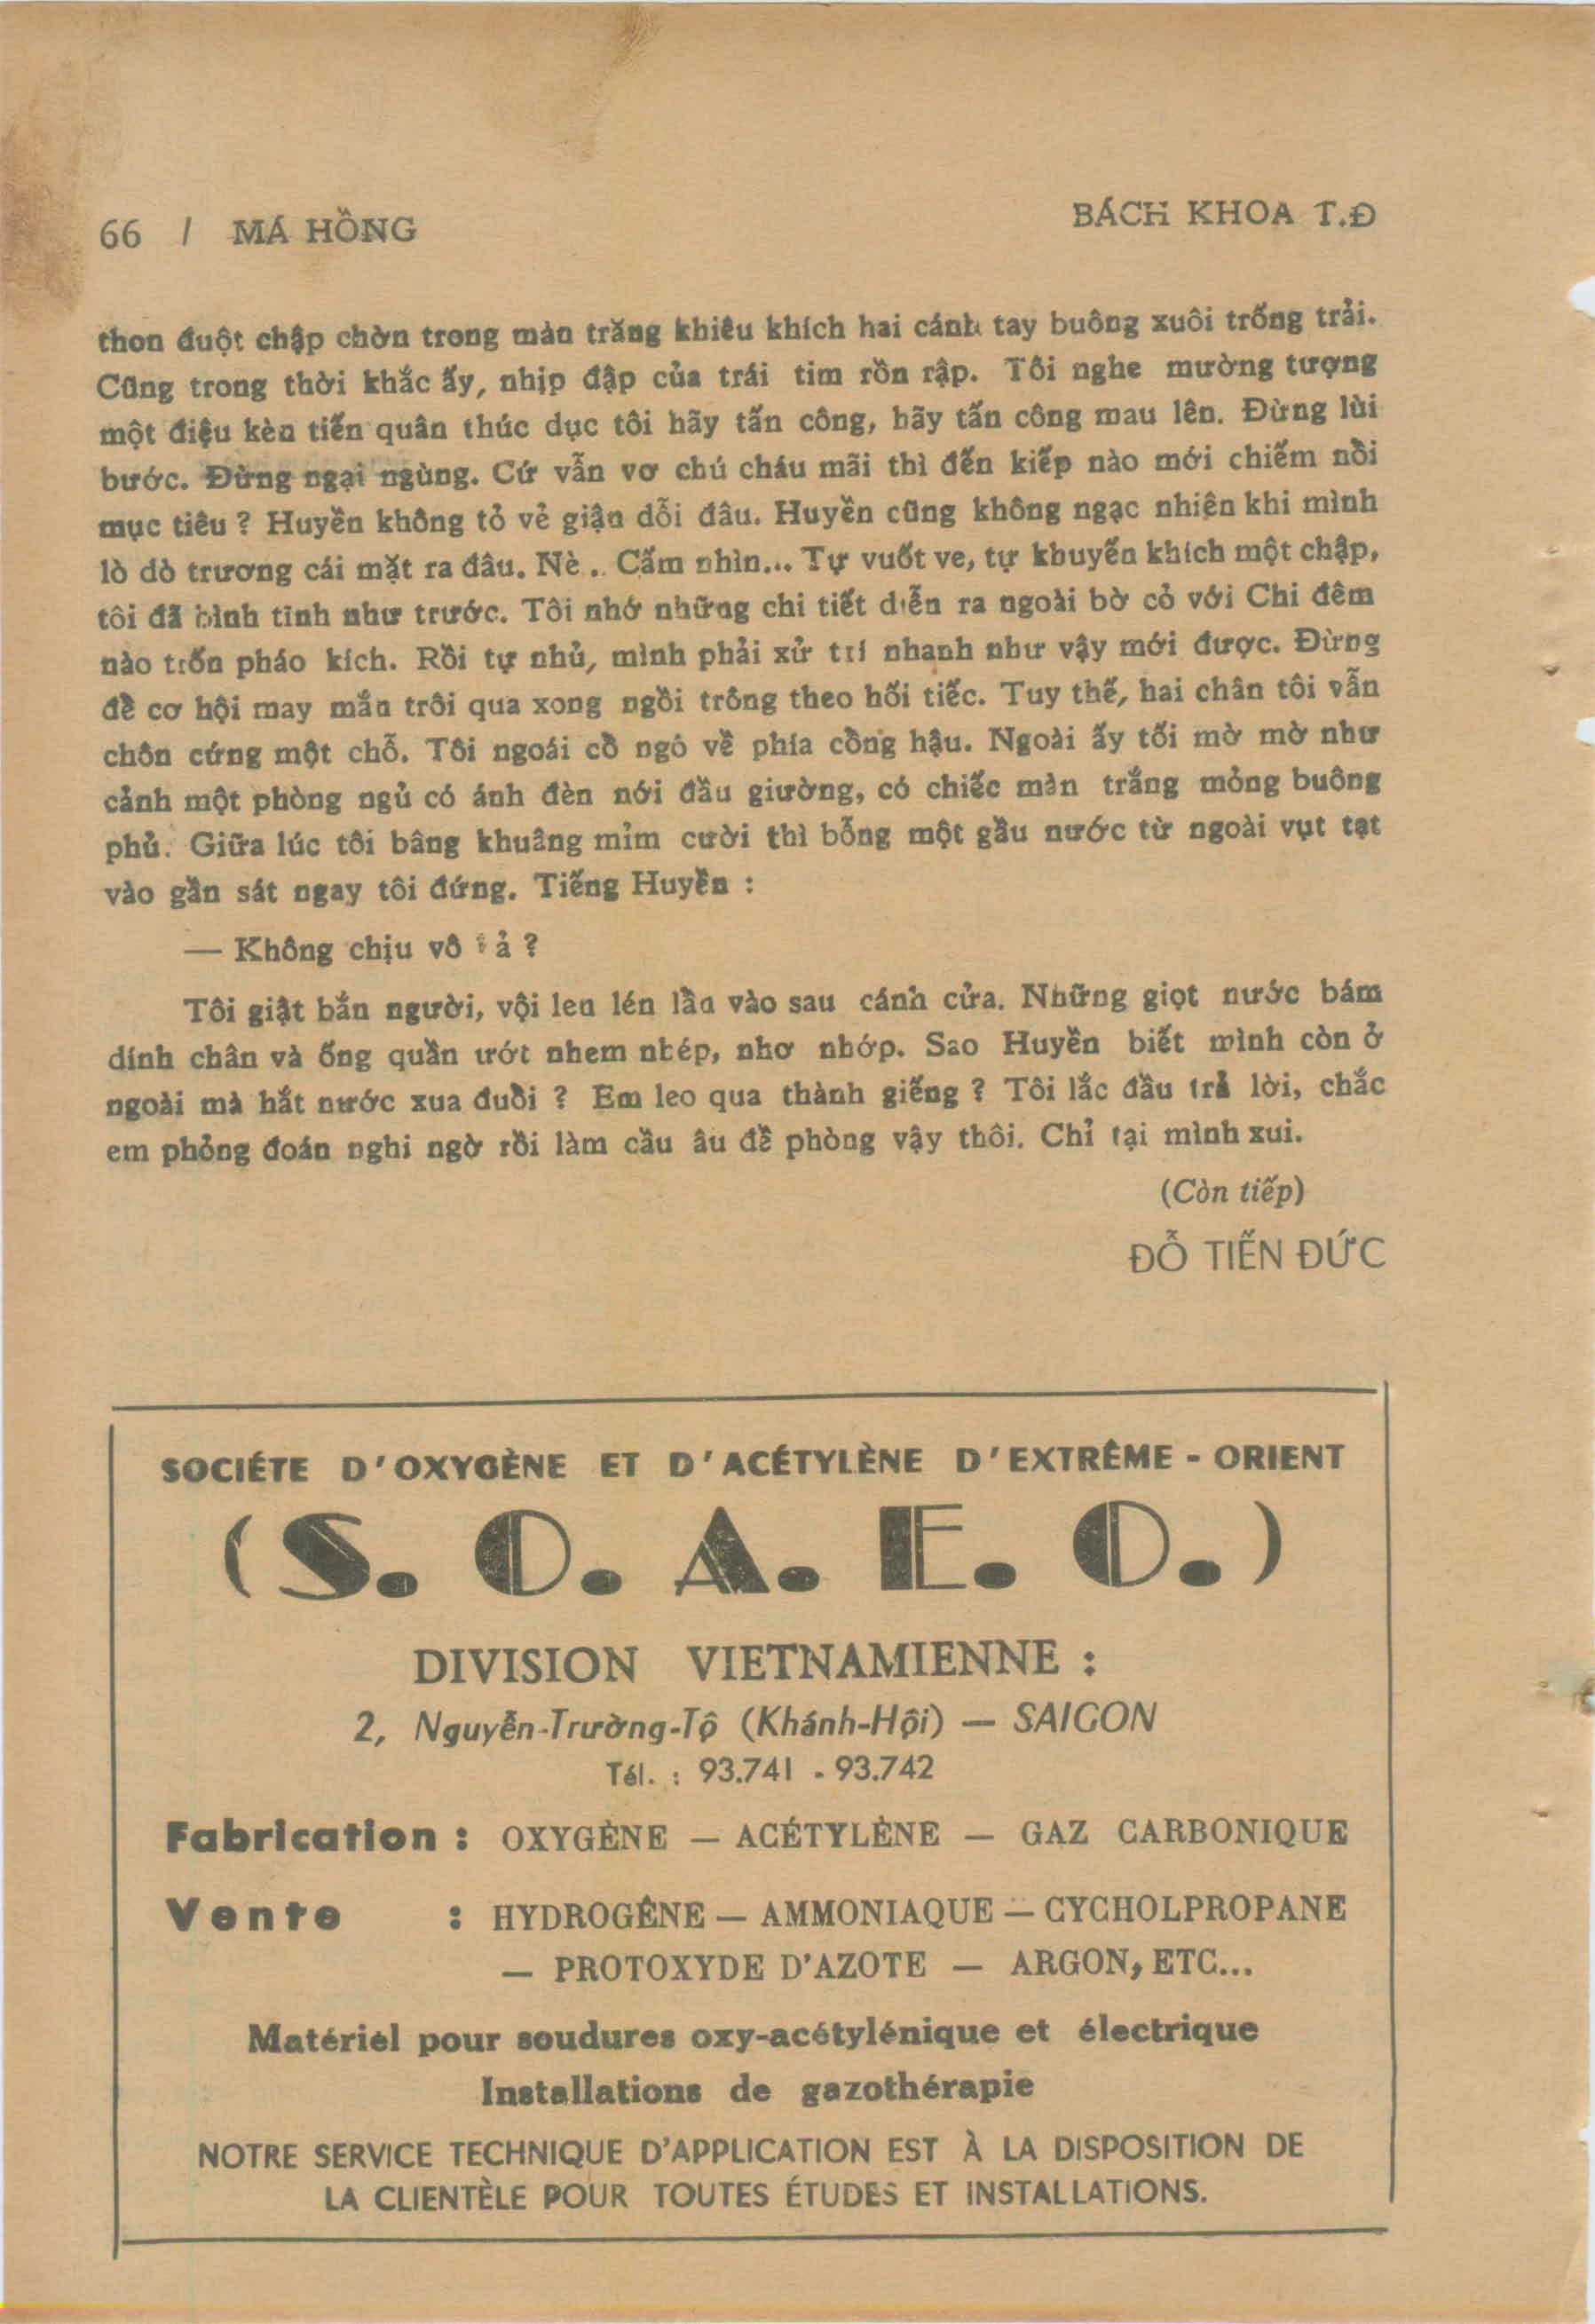 66 / MÁ HỒNG
BÁCH KHOA T.Đ
thon đuột chập chờn trong màn trăng khiêu khích hai cánh tay buông xuôi trống trải.
Cũng trong thời khắc ấy, nhịp đập của trái tim rồn rập. Tôi nghe mường tượng
một điệu kèn tiến quân thúc dục tôi hãy tấn công, hãy tấn công mau lên. Đừng lùi
bước. Đừng ngại ngùng. Cứ vẫn vơ chú cháu mãi thì đến kiếp nào mới chiếm nồi
mục tiêu ? Huyền không tỏ vẻ giận dỗi đâu. Huyền cũng không ngạc nhiên khi mình
lò dò trương cái mặt ra đâu. Nè .. Cấm nhìn... Tự vuốt ve, tự khuyến khích một chập,
tôi đã bình tĩnh như trước. Tôi nhớ những chi tiết diễn ra ngoài bờ cỏ với Chi đêm
nào trốn pháo kích. Rồi tự nhủ, mình phải xử trí nhanh như vậy mới được. Đừng
đề cơ hội may mắn trôi qua xong ngồi trông theo hối tiếc. Tuy thế, hai chân tôi vẫn
chôn cứng một chỗ. Tôi ngoái cồ ngó về phía cồng hậu. Ngoài ấy tối mờ mờ như
cảnh một phòng ngủ có ánh đèn nới đầu giường, có chiếc màn trắng mỏng buông
phủ. Giữa lúc tôi bâng khuâng mỉm cười thì bỗng một gầu nước từ ngoài vụt tạt
vào gần sát ngay tôi đứng. Tiếng Huyền :
— Không chịu vô ả ?
Tôi giật bắn người, vội len lén lần vào sau cánh cửa. Những giọt nước bám
dính chân và ống quần ướt nhem nhép, nhơ nhớp. Sao Huyền biết mình còn ở
ngoài mà hắt nước xua đuồi ? Em leo qua thành giếng ? Tôi lắc đầu trả lời, chắc
em phỏng đoán nghi ngờ rồi làm cầu âu đề phòng vậy thôi. Chỉ tại mình xui.
(Còn tiếp)
ĐỖ TIẾN ĐỨC
SOCIÉTE D'OXYGÈNE ET D'ACÉTYLÈNE D'EXTRÊME - ORIENT
(S. O. A. E. O.)
DIVISION VIETNAMIENNE :
2, Nguyễn-Trường-Tộ (Khánh-Hội) — SAIGON
Tél. : 93.741 - 93.742
Fabrication : OXYGÈNE — ACÉTYLÈNE — GAZ CARBONIQUE
Vente : HYDROGÊNE — AMMONIAQUE — CYCHOLPROPANE
— PROTOXYDE D'AZOTE — ARGON, ETC...
Matériel pour soudures oxy-acétylénique et électrique
Installations de gazothérapie
NOTRE SERVICE TECHNIQUE D'APPLICATION EST À LA DISPOSITION DE
LA CLIENTÈLE POUR TOUTES ÉTUDES ET INSTALLATIONS.